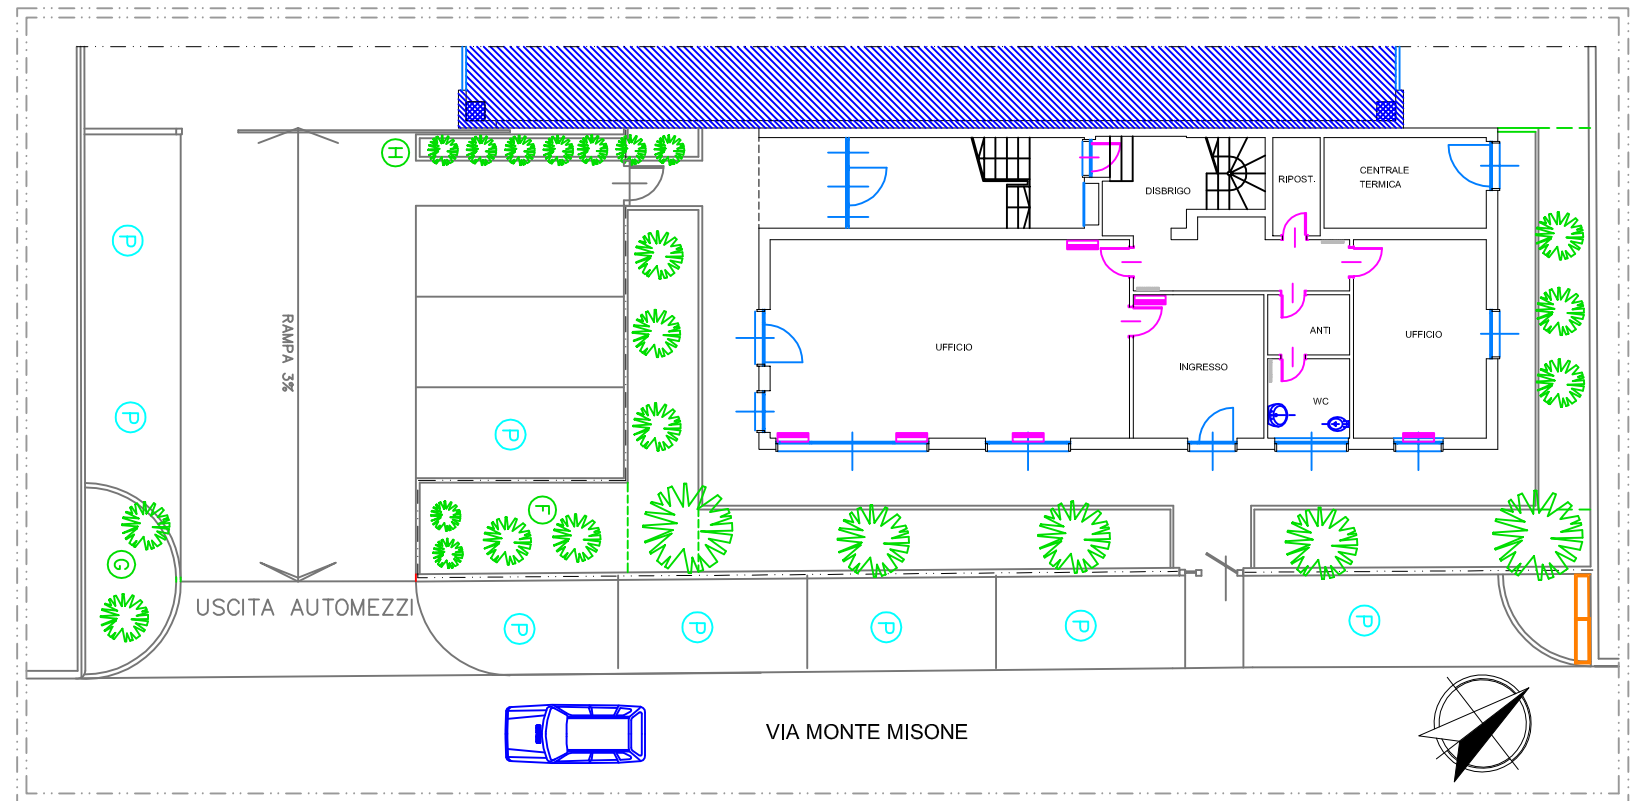 H
DISBRIGO
RIPOST.
CENTRALE
TERMICA
P
RAMPA 3%
UFFICIO
ANTI
UFFICIO
INGRESSO
WC
P
P
F
G
USCITA AUTOMEZZI
P
P
P
P
P
VIA MONTE MISONE